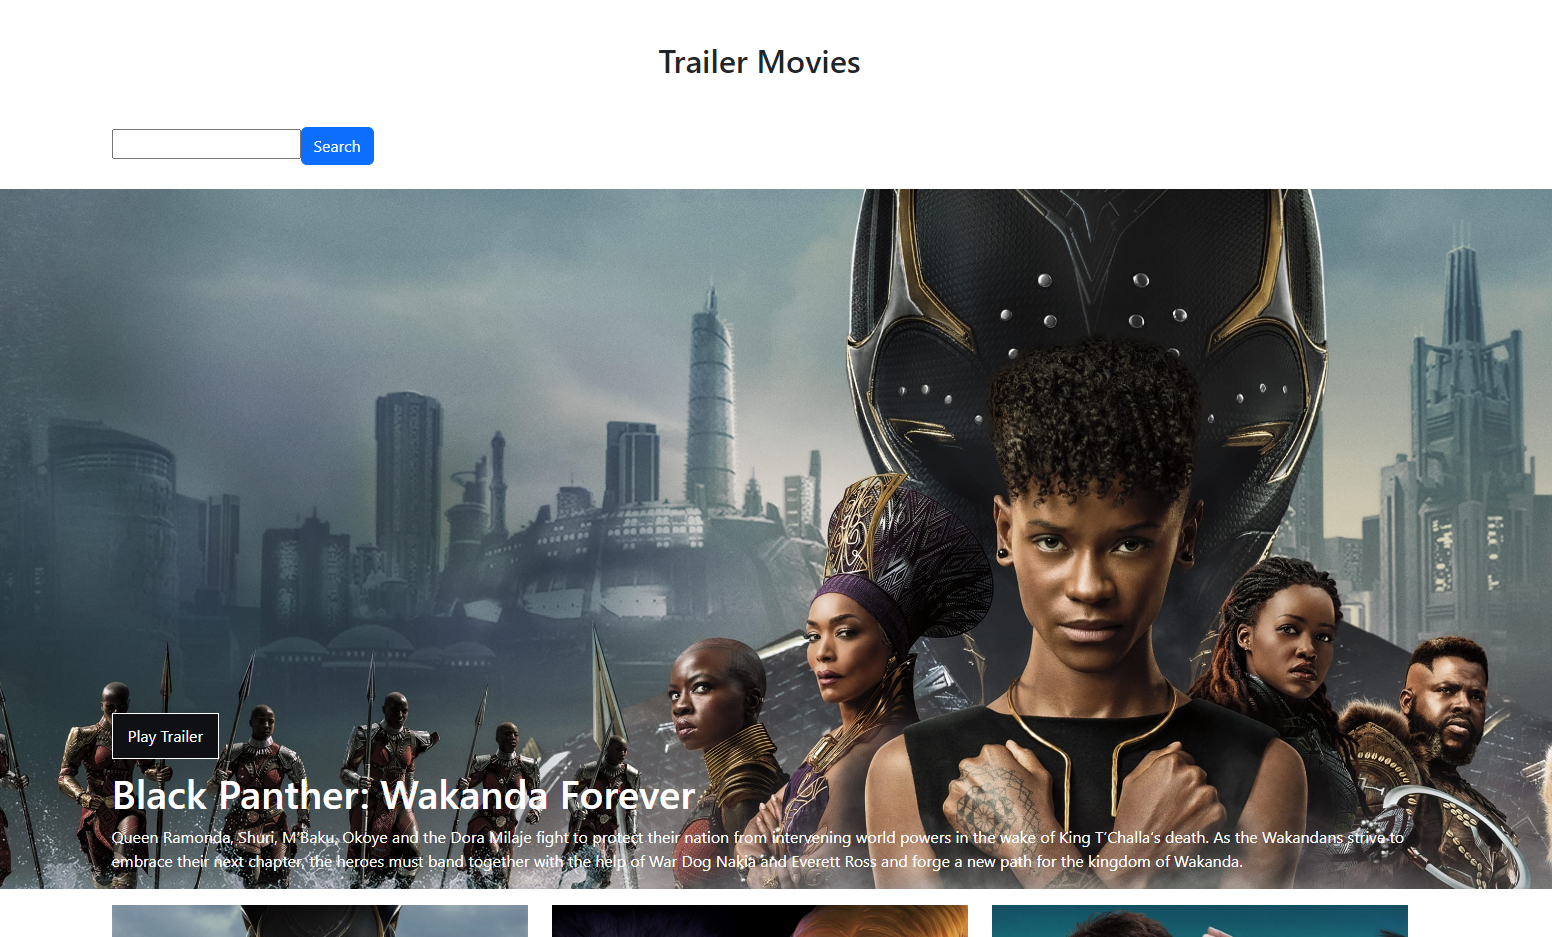 Trailer Movies
Search
Play Trailer
Black Panther: Wakanda Forever
Queen Ramonda, Shuri, M’Baku, Okoye and the Dora Milaje fight to protect their nation from intervening world powers in the wake of King T’Challa’s death. As the Wakandans strive to
embrace their next chapter, the heroes must band together with the help of War Dog Nakia and Everett Ross and forge a new path for the kingdom of Wakanda.